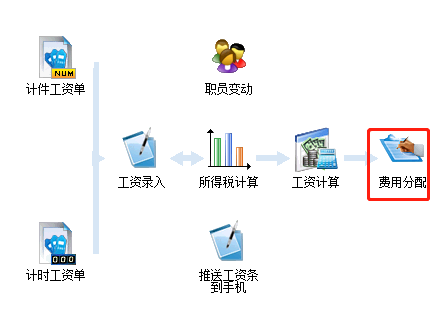 NUM
计件工资单
职员变动
工资录入
所得税计算
工资计算
费用分配
000
计时工资单
推送工资条
到手机